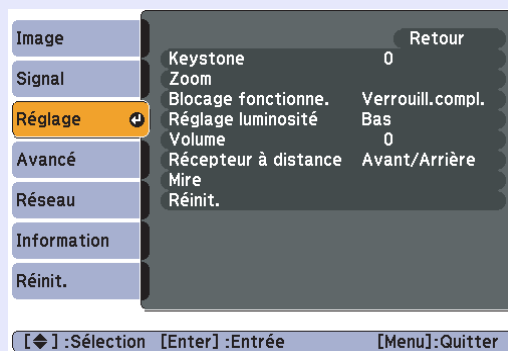 Image
Signal
Réglage
Avancé
Réseau
Information
Réinit.
Retour
Keystone 0
Zoom
Blocage fonctionne. Verrouill.compl.
Réglage luminosité Bas
Volume 0
Récepteur à distance Avant/Arrière
Mire
Réinit.
[◆] :Sélection [Enter] :Entrée [Menu]:Quitter